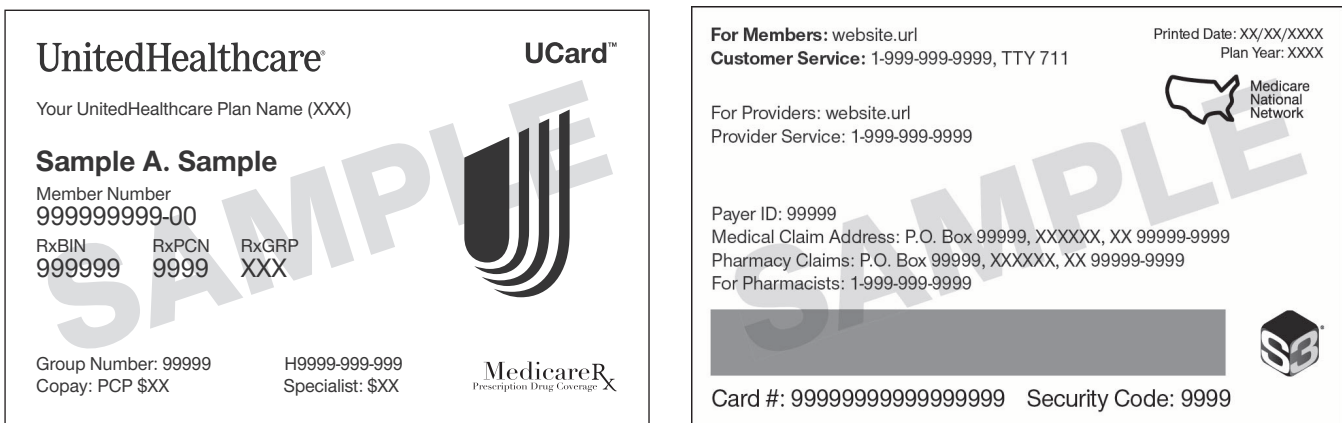 UnitedHealthcare®
UCard™
Your UnitedHealthcare Plan Name (XXX)
Sample A. Sample
Member Number
999999999-00
RxBIN RxPCN RxGRP
999999 9999 XXX
Group Number: 99999 H9999-999-999
Copay: PCP $XX Specialist: $XX
MedicareRx
Prescription Drug Coverage
SAMPLE
For Members: website.url
Customer Service: 1-999-999-9999, TTY 711
Printed Date: XX/XX/XXXX
Plan Year: XXXX
Medicare
National
Network
For Providers: website.url
Provider Service: 1-999-999-9999
Payer ID: 99999
Medical Claim Address: P.O. Box 99999, XXXXXX, XX 99999-9999
Pharmacy Claims: P.O. Box 99999, XXXXXX, XX 99999-9999
For Pharmacists: 1-999-999-9999
S3®
Card #: 99999999999999999 Security Code: 9999
SAMPLE